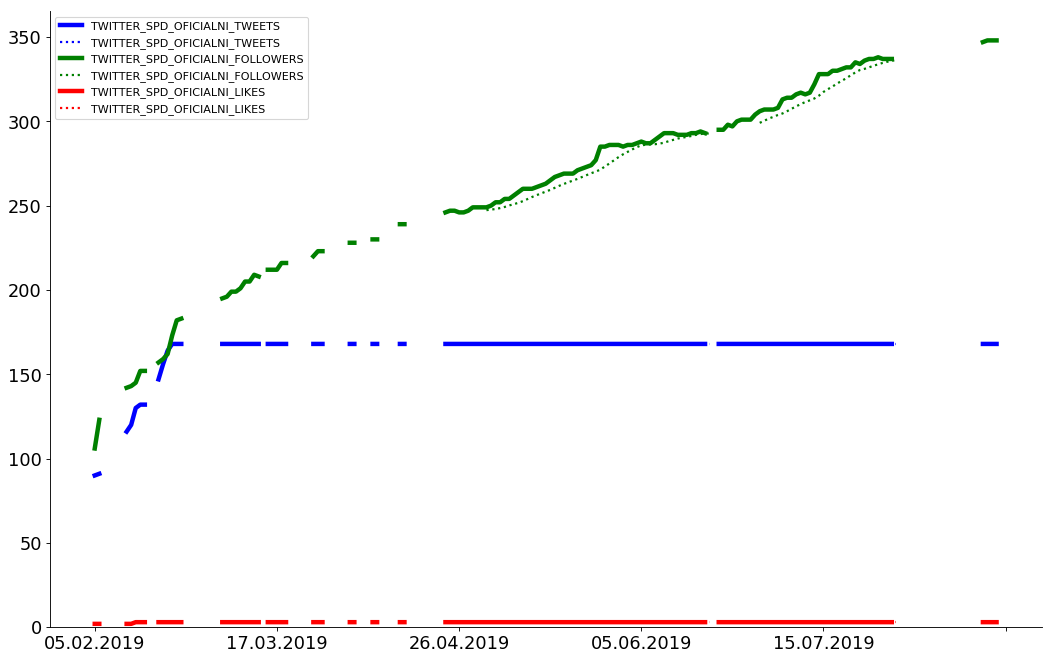 TWITTER_SPD_OFICIALNI_TWEETS
TWITTER_SPD_OFICIALNI_TWEETS
TWITTER_SPD_OFICIALNI_FOLLOWERS
TWITTER_SPD_OFICIALNI_FOLLOWERS
TWITTER_SPD_OFICIALNI_LIKES
TWITTER_SPD_OFICIALNI_LIKES
350
300
250
200
150
100
50
0
05.02.2019 17.03.2019 26.04.2019 05.06.2019 15.07.2019